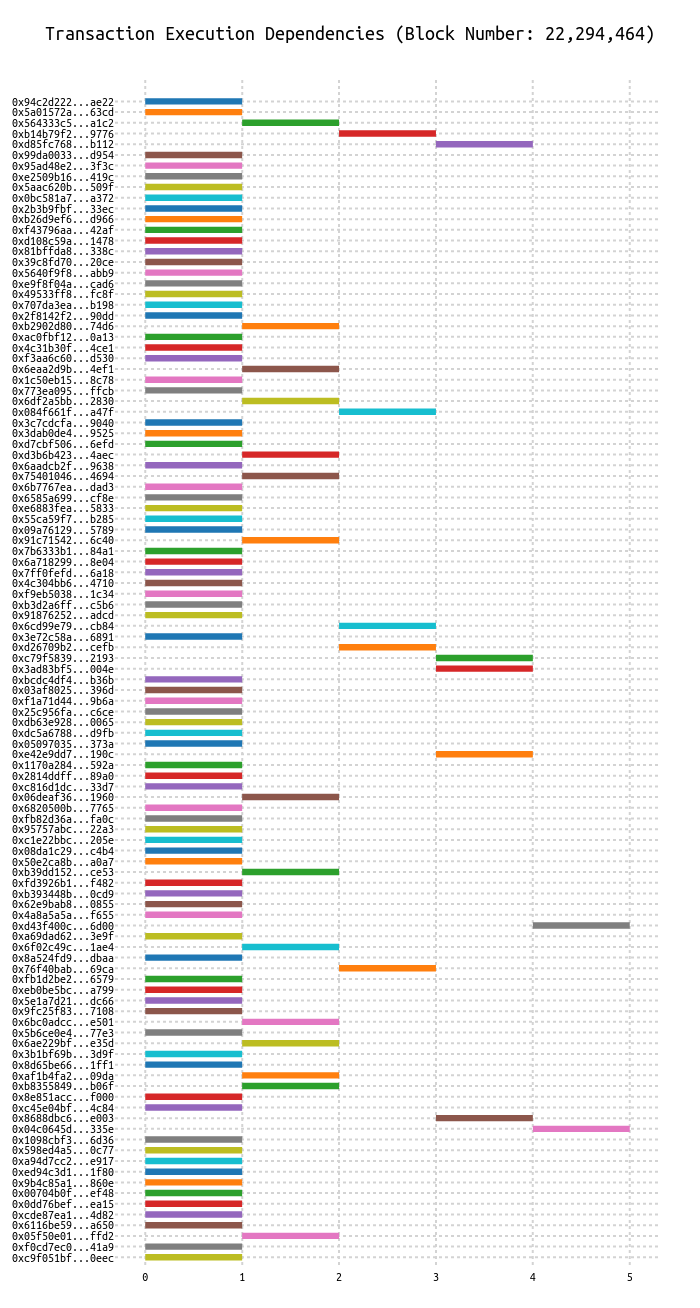 Transaction Execution Dependencies (Block Number: 22,294,464)
0x94c2d222...ae22
0x5a01572a...63cd
0x564333c5...a1c2
0xb14b79f2...9776
0xd85fc768...b112
0x99da0033...d954
0x95ad48e2...3f3c
0xe2509b16...419c
0x5aac620b...509f
0x0bc581a7...a372
0x2b3b9fbf...33ec
0xb26d9ef6...d966
0xf43796aa...42af
0xd108c59a...1478
0x81bffda8...338c
0x39c8fd70...20ce
0x5640f9f8...abb9
0xe9f8f04a...cad6
0x49533ff8...fc8f
0x707da3ea...b198
0x2f8142f2...90dd
0xb2902d80...74d6
0xac0fbf12...0a13
0x4c31b30f...4ce1
0xf3aa6c60...d530
0x6eaa2d9b...4ef1
0x1c50eb15...8c78
0x773ea095...ffcb
0x6df2a5bb...2830
0x084f661f...a47f
0x3c7cdcfa...9040
0x3dab0de4...9525
0xd7cbf506...6efd
0xd3b6b423...4aec
0x6aadcb2f...9638
0x75401046...4694
0x6b7767ea...dad3
0x6585a699...cf8e
0xe6883fea...5833
0x55ca59f7...b285
0x09a76129...5789
0x91c71542...6c40
0x7b6333b1...84a1
0x6a718299...8e04
0x7ff0fefd...6a18
0x4c304bb6...4710
0xf9eb5038...1c34
0xb3d2a6ff...c5b6
0x91876252...adcd
0x6cd99e79...cb84
0x3e72c58a...6891
0xd26709b2...cefb
0xc79f5839...2193
0x3ad83bf5...004e
0xbcdc4df4...b36b
0x03af8025...396d
0xf1a71d44...9b6a
0x25c956fa...c6ce
0xdb63e928...0065
0xdc5a6788...d9fb
0x05097035...373a
0xe42e9dd7...190c
0x1170a284...592a
0x2814ddff...89a0
0xc816d1dc...33d7
0x06deaf36...1960
0x6820500b...7765
0xfb82d36a...fa0c
0x95757abc...22a3
0xc1e22bbc...205e
0x08da1c29...c4b4
0x50e2ca8b...a0a7
0xb39dd152...ce53
0xfd3926b1...f482
0xb393448b...0cd9
0x62e9bab8...0855
0x4a8a5a5a...f655
0xd43f400c...6d00
0xa69dad62...3e9f
0x6f02c49c...1ae4
0x8a524fd9...dbaa
0x76f40bab...69ca
0xfb1d2be2...6579
0xeb0be5bc...a799
0x5e1a7d21...dc66
0x9fc25f83...7108
0x6bc0adcc...e501
0x5b6ce0e4...77e3
0x6ae229bf...e35d
0x3b1bf69b...3d9f
0x8d65be66...1ff1
0xaf1b4fa2...09da
0xb8355849...b06f
0x8e851acc...f000
0xc45e04bf...4c84
0x8688dbc6...e003
0x04c0645d...335e
0x1098cbf3...6d36
0x598ed4a5...0c77
0xa94d7cc2...e917
0xed94c3d1...1f80
0x9b4c85a1...860e
0x00704b0f...ef48
0x0dd76bef...ea15
0xcde87ea1...4d82
0x6116be59...a650
0x05f50e01...ffd2
0xf0cd7ec0...41a9
0xc9f051bf...0eec
0 1 2 3 4 5